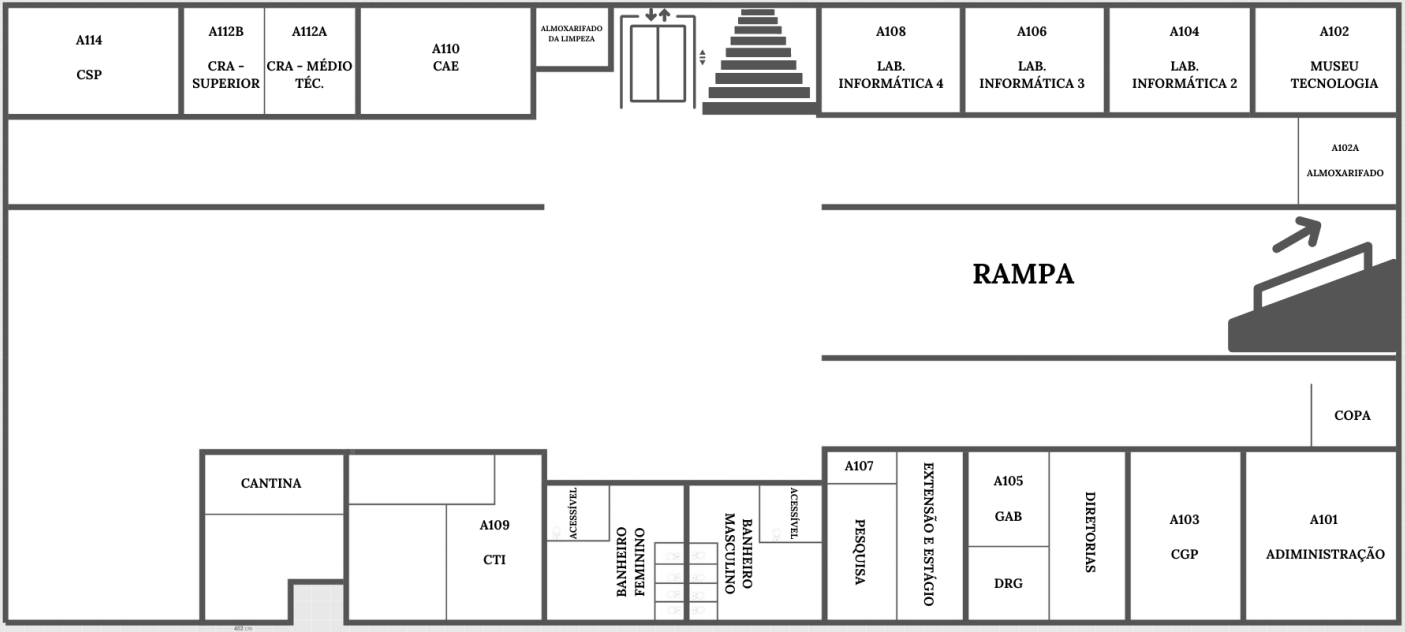 A114
CSP
A112B
CRA -
SUPERIOR
A112A
CRA - MÉDIO
TÉC.
A110
CAE
ALMOXARIFADO
DA LIMPEZA
A108
LAB.
INFORMÁTICA 4
A106
LAB.
INFORMÁTICA 3
A104
LAB.
INFORMÁTICA 2
A102
MUSEU
TECNOLOGIA
A102A
ALMOXARIFADO
RAMPA
COPA
CANTINA
A109
CTI
ACESSÍVEL
BANHEIRO
FEMININO
BANHEIRO
MASCULINO
ACESSÍVEL
A107
PESQUISA
EXTENSÃO E ESTÁGIO
A105
GAB
DRG
DIRETORIAS
A103
CGP
A101
ADIMINISTRAÇÃO